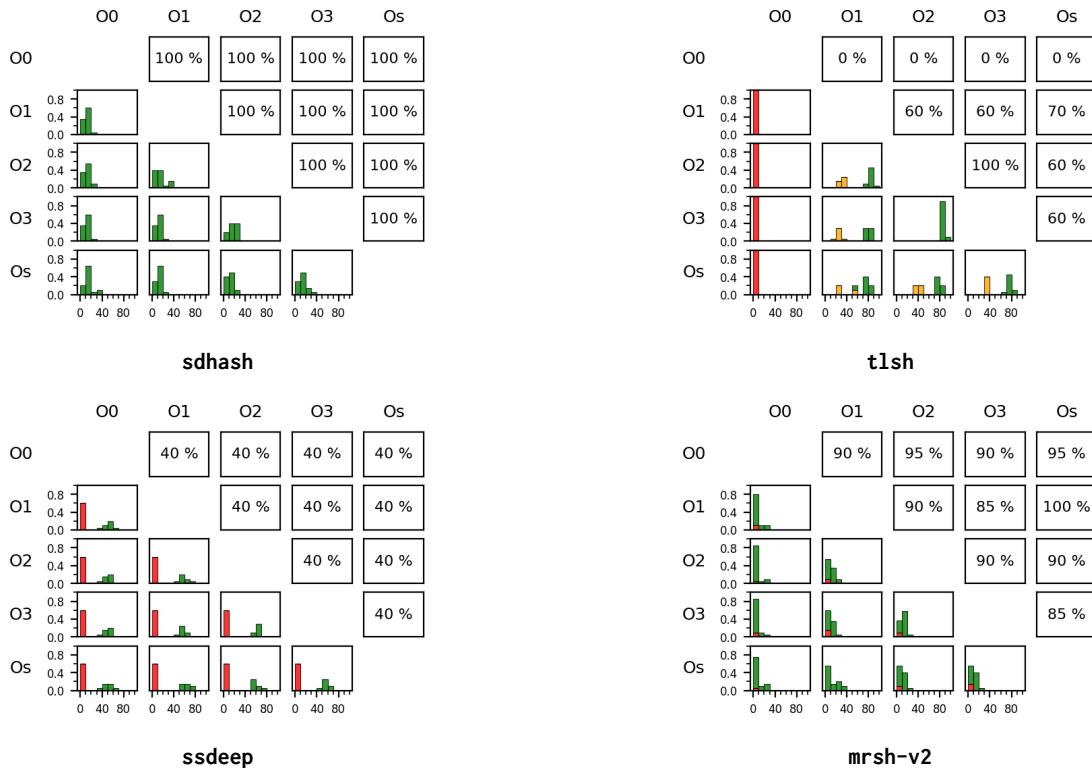 O0 O1 O2 O3 Os
O0 100 % 100 % 100 % 100 %
0.8
O1 0.4 100 % 100 % 100 %
0.0
0.8
O2 0.4 100 % 100 %
0.0
0.8
O3 0.4 100 %
0.0
0.8
Os 0.4
0.0
0 40 80 0 40 80 0 40 80 0 40 80
sdhash
O0 O1 O2 O3 Os
O0 0 % 0 % 0 % 0 %
0.8
O1 0.4 60 % 60 % 70 %
0.0
0.8
O2 0.4 100 % 60 %
0.0
0.8
O3 0.4 60 %
0.0
0.8
Os 0.4
0.0
0 40 80 0 40 80 0 40 80 0 40 80
tlsh
O0 O1 O2 O3 Os
O0 40 % 40 % 40 % 40 %
0.8
O1 0.4 40 % 40 % 40 %
0.0
0.8
O2 0.4 40 % 40 %
0.0
0.8
O3 0.4 40 %
0.0
0.8
Os 0.4
0.0
0 40 80 0 40 80 0 40 80 0 40 80
ssdeep
O0 O1 O2 O3 Os
O0 90 % 95 % 90 % 95 %
0.8
O1 0.4 90 % 85 % 100 %
0.0
0.8
O2 0.4 90 % 90 %
0.0
0.8
O3 0.4 85 %
0.0
0.8
Os 0.4
0.0
0 40 80 0 40 80 0 40 80 0 40 80
mrsh-v2